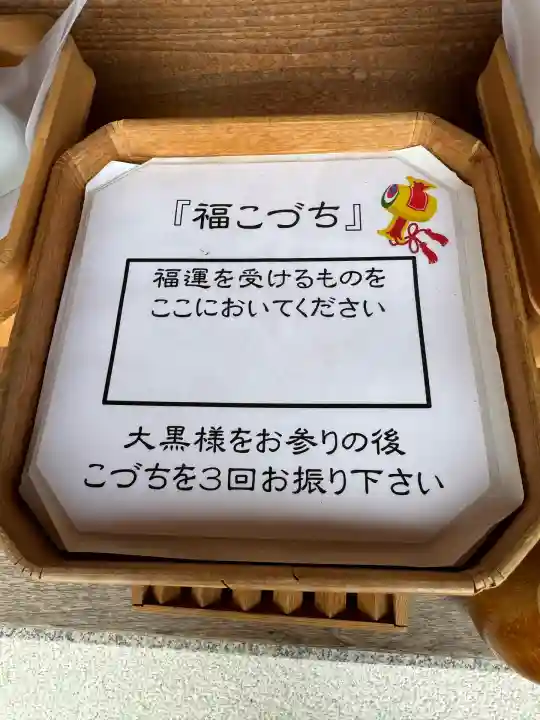 『福こづち』
福運を受けるものを
ここにおいてください
大黒様をお参りの後
こづちを3回お振り下さい